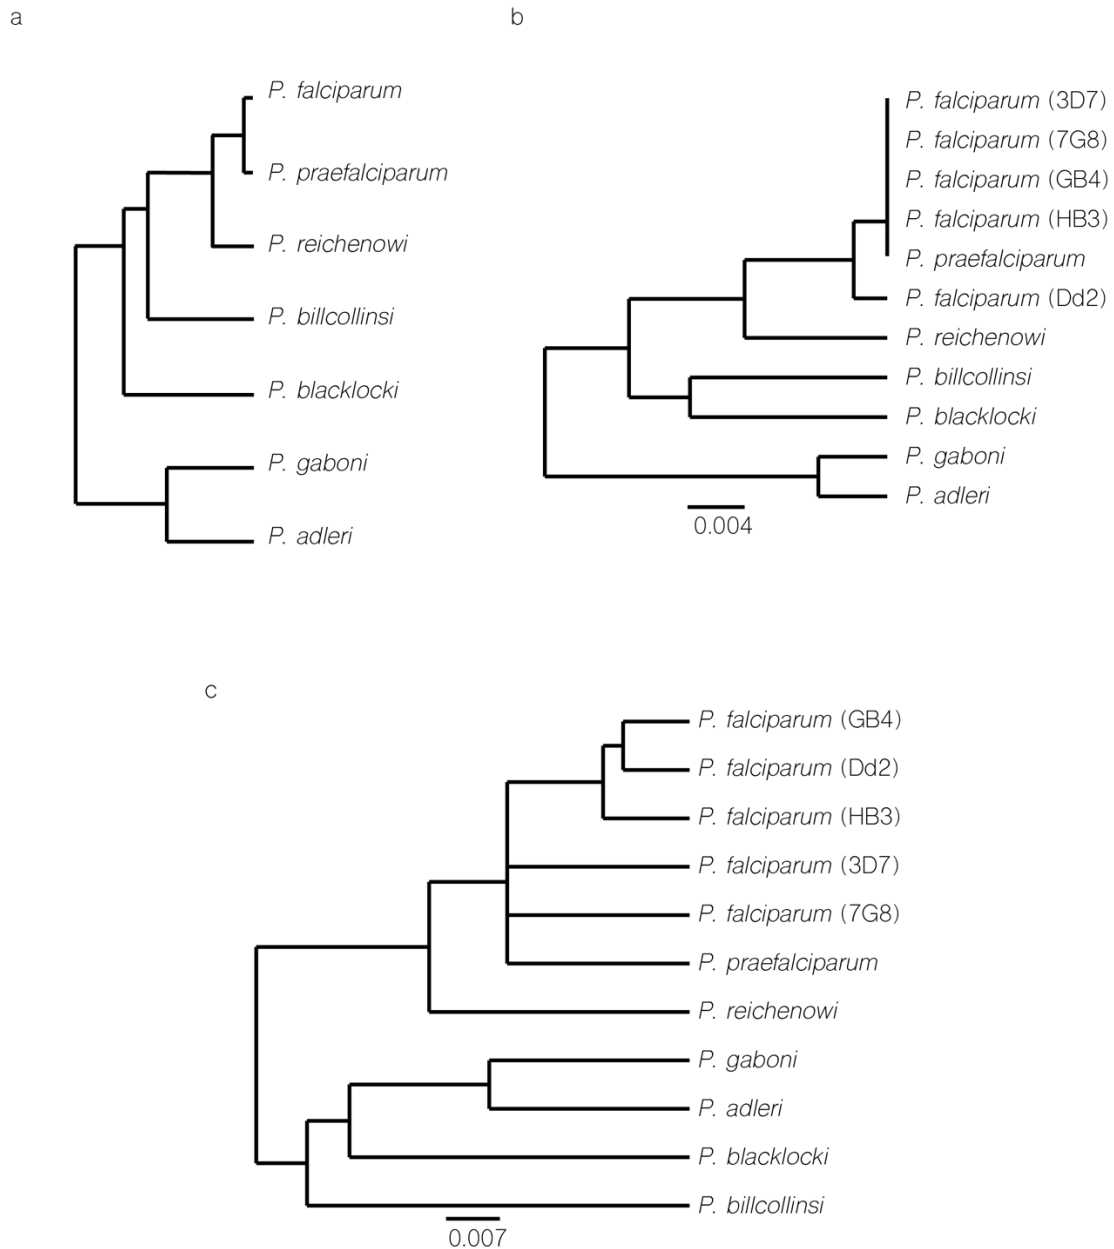 a
P. falciparum
P. praefalciparum
P. reichenowi
P. billcollinsi
P. blacklocki
P. gaboni
P. adleri
b
P. falciparum (3D7)
P. falciparum (7G8)
P. falciparum (GB4)
P. falciparum (HB3)
P. praefalciparum
P. falciparum (Dd2)
P. reichenowi
P. billcollinsi
P. blacklocki
P. gaboni
P. adleri
0.004
c
P. falciparum (GB4)
P. falciparum (Dd2)
P. falciparum (HB3)
P. falciparum (3D7)
P. falciparum (7G8)
P. praefalciparum
P. reichenowi
P. gaboni
P. adleri
P. blacklocki
P. billcollinsi
0.007